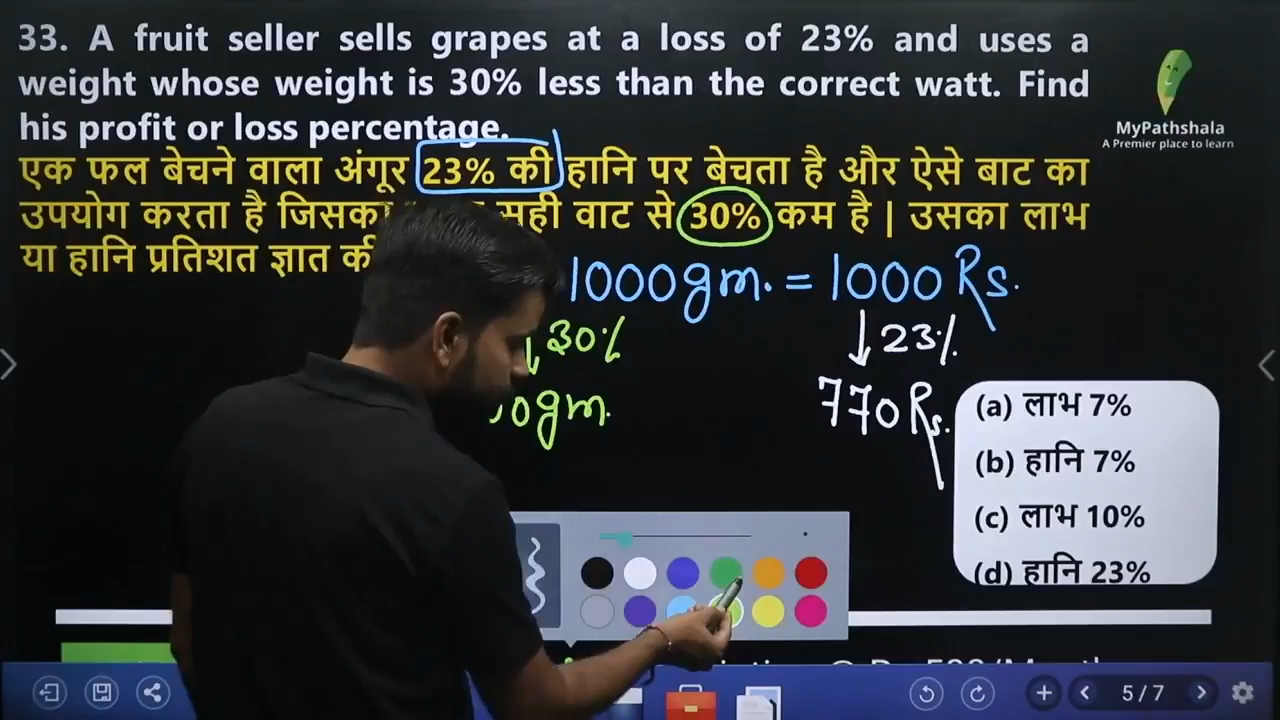 33. A fruit seller sells grapes at a loss of 23% and uses a
weight whose weight is 30% less than the correct watt. Find
his profit or loss percentage.
एक फल बेचने वाला अंगूर 23% की हानि पर बेचता है और ऐसे बाट का
उपयोग करता है जिसका सही वाट से 30% कम है | उसका लाभ
या हानि प्रतिशत ज्ञात
MyPathshala
A Premier place to learn
1000gm. = 1000 Rs.
30% 23%
0gm. 770 Rs.
(a) लाभ 7%
(b) हानि 7%
(c) लाभ 10%
(d) हानि 23%
5 / 7